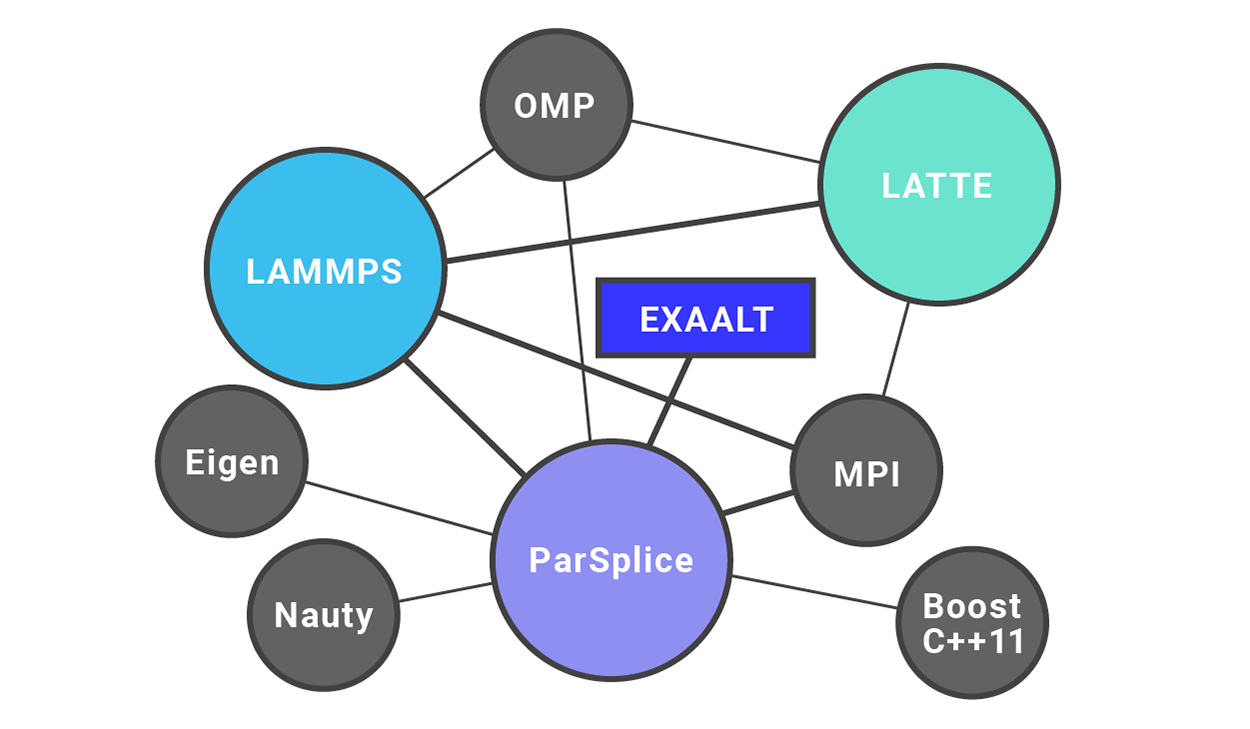 OMP
LATTE
LAMMPS
EXAALT
Eigen
MPI
ParSplice
Nauty
Boost
C++11